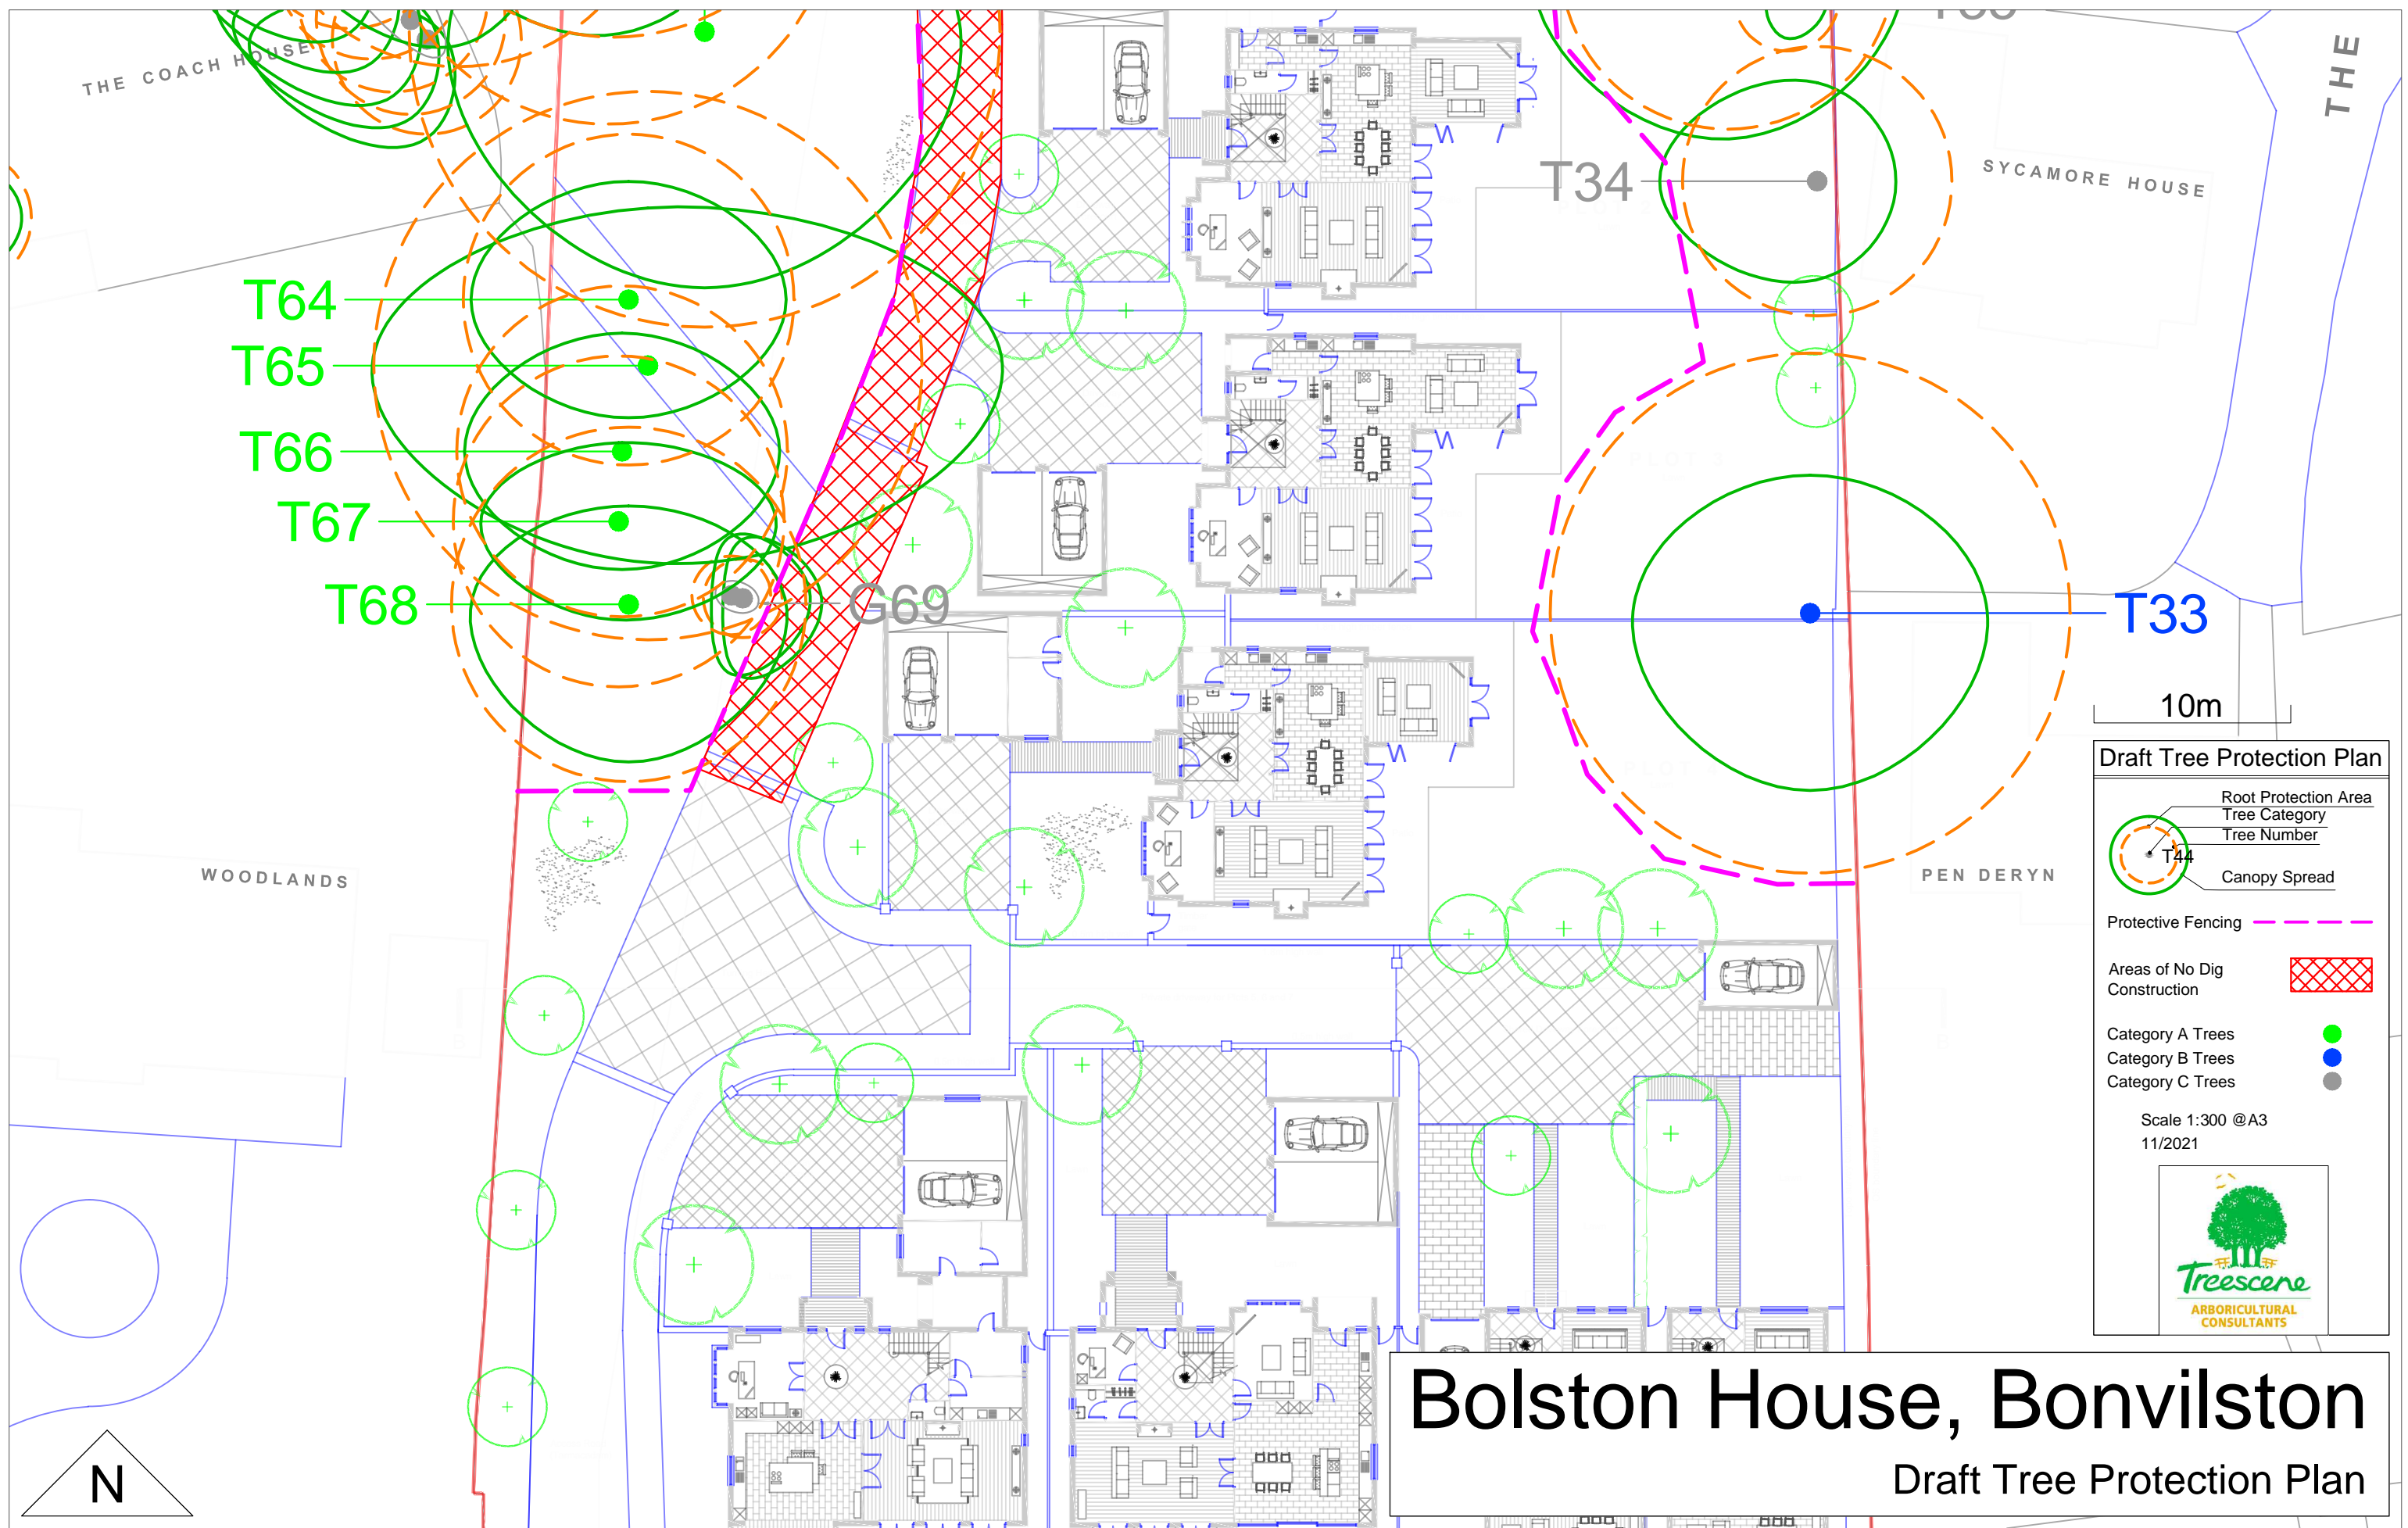 THE COACH HOUSE
THE
T34
SYCAMORE HOUSE
T64
T65
T66
T67
T68
G69
T33
10m
Draft Tree Protection Plan
Root Protection Area
Tree Category
Tree Number
T44
Canopy Spread
Protective Fencing
Areas of No Dig
Construction
Category A Trees
Category B Trees
Category C Trees
Scale 1:300 @A3
11/2021
Treescene
ARBORICULTURAL
CONSULTANTS
WOODLANDS
PEN DERYN
N
Bolston House, Bonvilston
Draft Tree Protection Plan